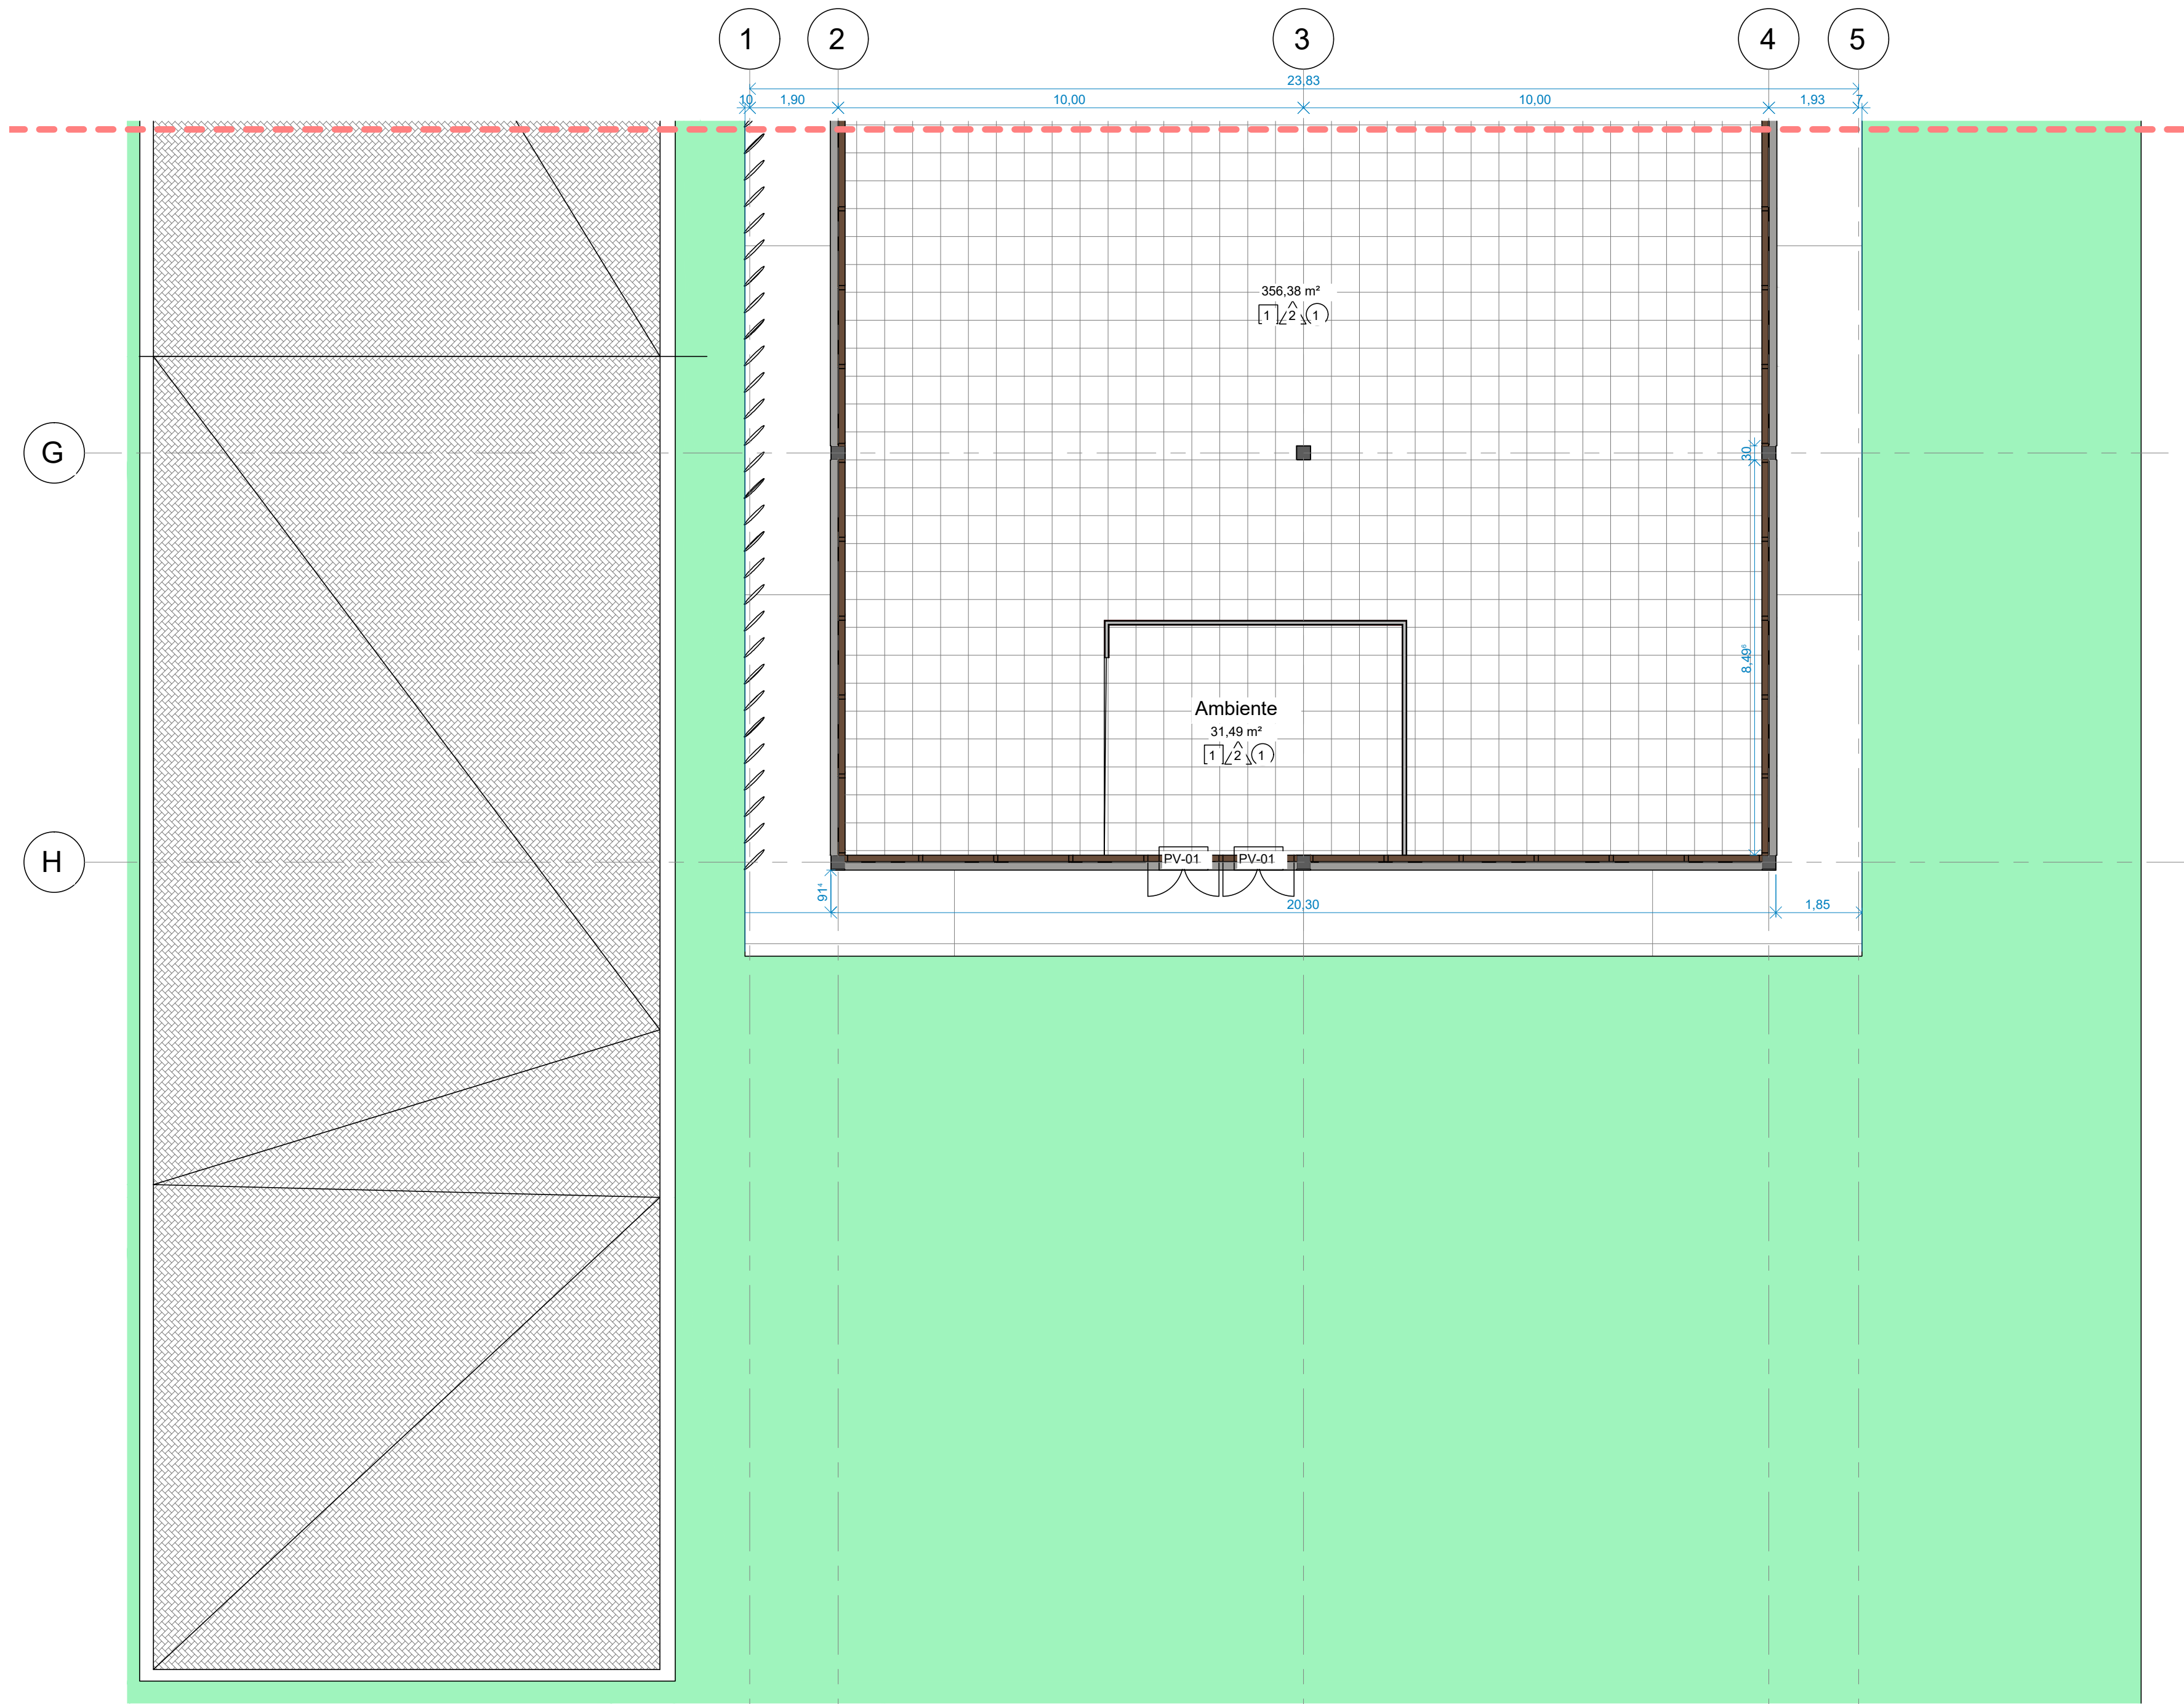 1 2 3 4 5
23,83
10 1,90 10,00 10,00 1,93 7
356,38 m²
1 2 1
G
30
8,49⁶
Ambiente
31,49 m²
1 2 1
H
PV-01 PV-01
91⁴
20,30 1,85